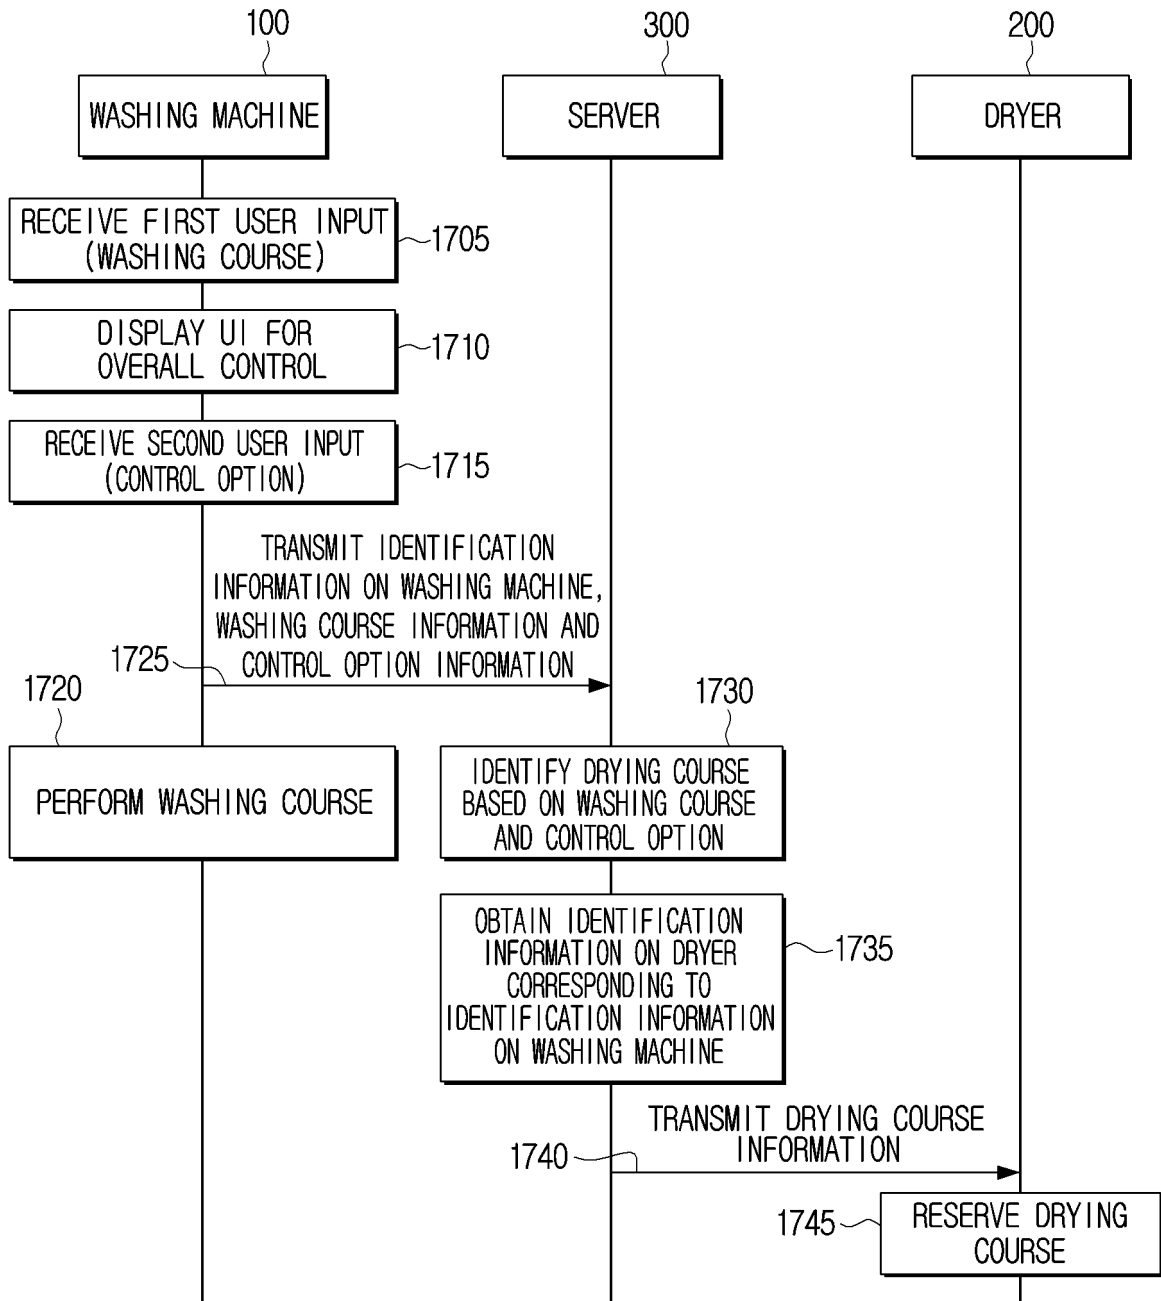 100
300
200
WASHING MACHINE
SERVER
DRYER
RECEIVE FIRST USER INPUT
(WASHING COURSE)
1705
DISPLAY UI FOR
OVERALL CONTROL
1710
RECEIVE SECOND USER INPUT
(CONTROL OPTION)
1715
TRANSMIT IDENTIFICATION
INFORMATION ON WASHING MACHINE,
WASHING COURSE INFORMATION AND
CONTROL OPTION INFORMATION
1725
1720
PERFORM WASHING COURSE
1730
IDENTIFY DRYING COURSE
BASED ON WASHING COURSE
AND CONTROL OPTION
OBTAIN IDENTIFICATION
INFORMATION ON DRYER
CORRESPONDING TO
IDENTIFICATION INFORMATION
ON WASHING MACHINE
1735
TRANSMIT DRYING COURSE
INFORMATION
1740
1745
RESERVE DRYING
COURSE